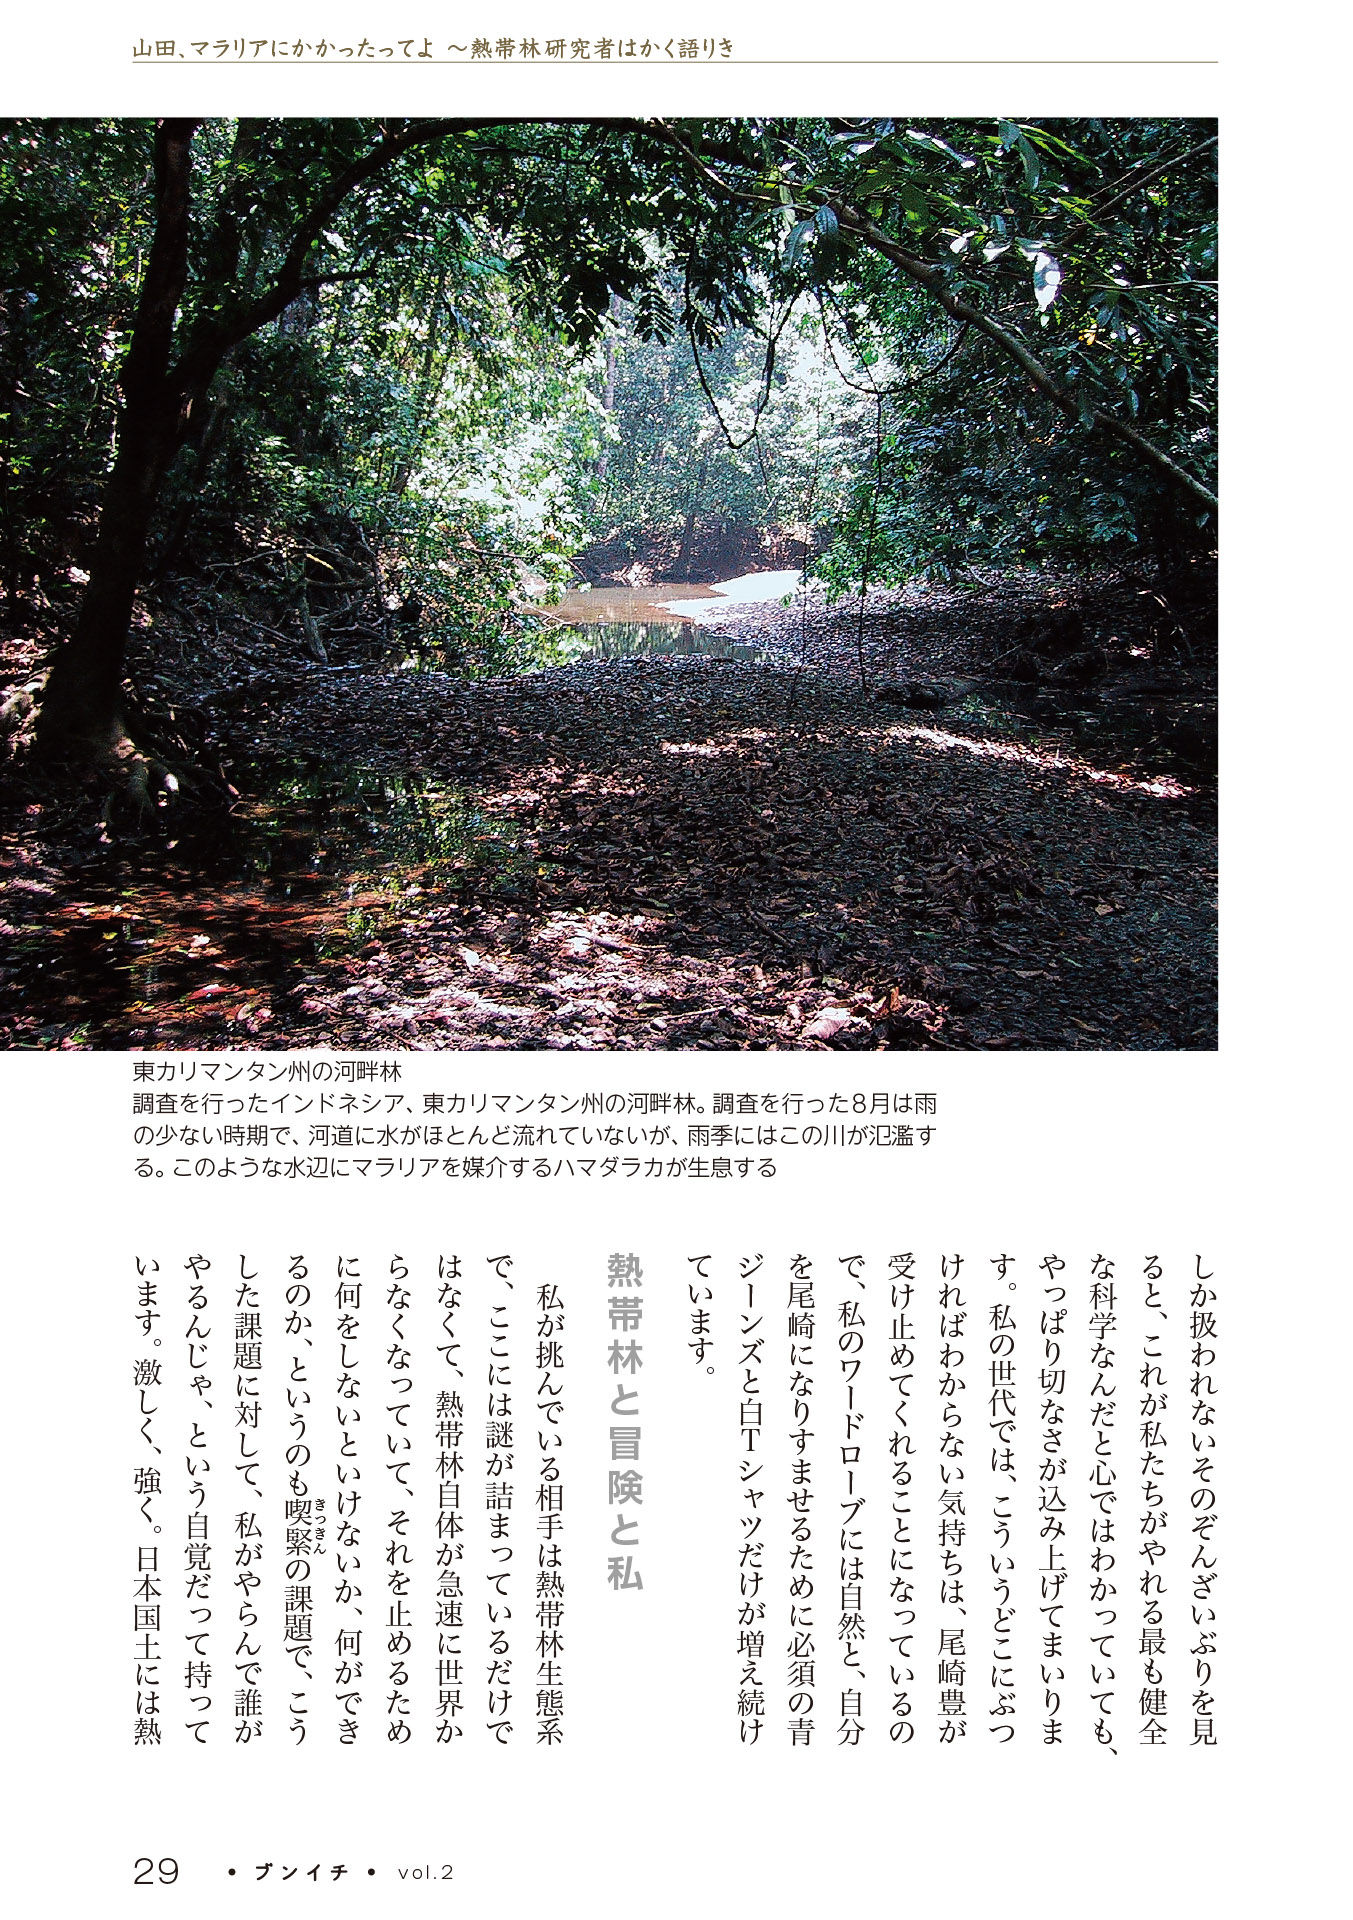 山田、マラリアにかかったってよ ～熱帯林研究者はかく語りき
東カリマンタン州の河畔林
調査を行ったインドネシア、東カリマンタン州の河畔林。調査を行った８月は雨
の少ない時期で、河道に水がほとんど流れていないが、雨季にはこの川が氾濫す
る。このような水辺にマラリアを媒介するハマダラカが生息する
しか扱われないそのぞんざいぶりを見
ると、これが私たちがやれる最も健全
な科学なんだと心ではわかっていても、
やっぱり切なさが込み上げてまいりま
す。私の世代では、こういうどこにぶつ
ければわからない気持ちは、尾崎豊が
受け止めてくれることになっているの
で、私のワードローブには自然と、自分
を尾崎になりすませるために必須の青
ジーンズと白Tシャツだけが増え続け
ています。
熱帯林と冒険と私
私が挑んでいる相手は熱帯林生態系
で、ここには謎が詰まっているだけで
はなくて、熱帯林自体が急速に世界か
らなくなっていて、それを止めるため
に何をしないといけないか、何ができ
るのか、というのも喫緊の課題で、こう
きっきん
した課題に対して、私がやらんで誰が
やるんじゃ、という自覚だって持って
います。激しく、強く。日本国土には熱
29 ・ブンイチ・ vol.2